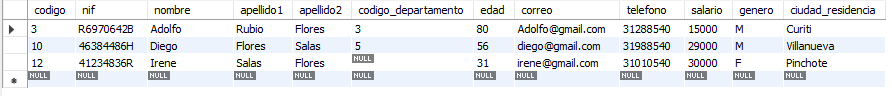 codigo nif nombre apellido1 apellido2 codigo_departamento edad correo telefono salario genero ciudad_residencia
3 R6970642B Adolfo Rubio Flores 3 80 Adolfo@gmail.com 31288540 15000 M Curiti
10 46384486H Diego Flores Salas 5 56 diego@gmail.com 31988540 29000 M Villanueva
12 41234836R Irene Salas Flores NULL 31 irene@gmail.com 31010540 30000 F Pinchote
NULL NULL NULL NULL NULL NULL NULL NULL NULL NULL NULL NULL